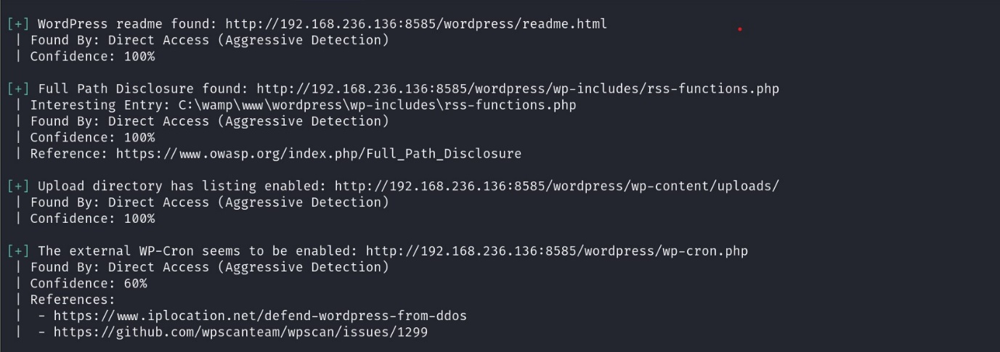 [+] WordPress readme found: http://192.168.236.136:8585/wordpress/readme.html
| Found By: Direct Access (Aggressive Detection)
| Confidence: 100%
[+] Full Path Disclosure found: http://192.168.236.136:8585/wordpress/wp-includes/rss-functions.php
| Interesting Entry: C:\wamp\www\wordpress\wp-includes\rss-functions.php
| Found By: Direct Access (Aggressive Detection)
| Confidence: 100%
| Reference: https://www.owasp.org/index.php/Full_Path_Disclosure
[+] Upload directory has listing enabled: http://192.168.236.136:8585/wordpress/wp-content/uploads/
| Found By: Direct Access (Aggressive Detection)
| Confidence: 100%
[+] The external WP-Cron seems to be enabled: http://192.168.236.136:8585/wordpress/wp-cron.php
| Found By: Direct Access (Aggressive Detection)
| Confidence: 60%
| References:
|  - https://www.iplocation.net/defend-wordpress-from-ddos
|  - https://github.com/wpscanteam/wpscan/issues/1299